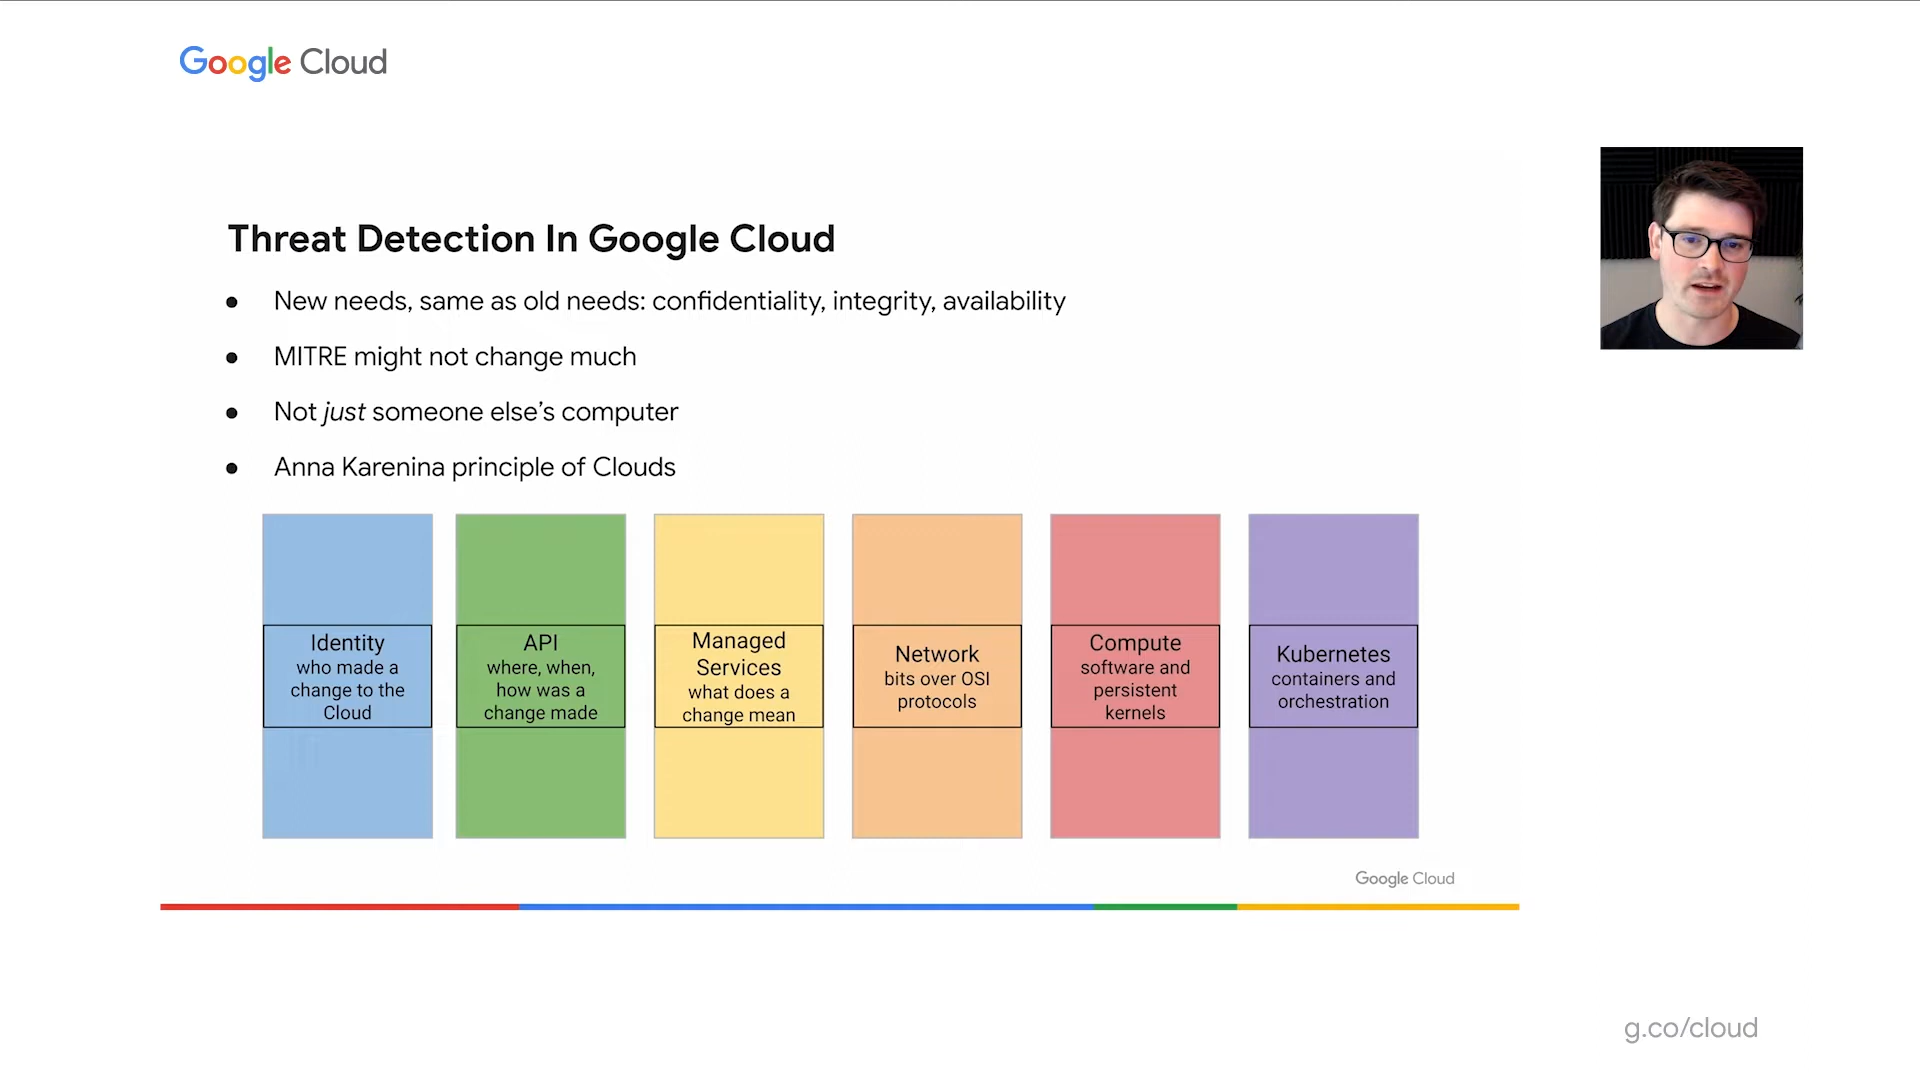 Google Cloud
Threat Detection In Google Cloud
● New needs, same as old needs: confidentiality, integrity, availability
● MITRE might not change much
● Not just someone else’s computer
● Anna Karenina principle of Clouds
Identity
who made a
change to the
Cloud
API
where, when,
how was a
change made
Managed
Services
what does a
change mean
Network
bits over OSI
protocols
Compute
software and
persistent
kernels
Kubernetes
containers and
orchestration
Google Cloud
g.co/cloud